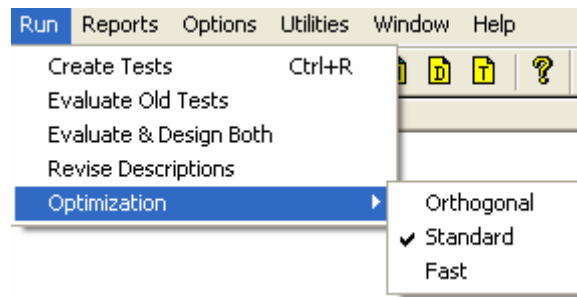 Run Reports Options Utilities Window Help
Create Tests Ctrl+R
D T ?
Evaluate Old Tests
Evaluate & Design Both
Revise Descriptions
Optimization
Orthogonal
✓ Standard
Fast